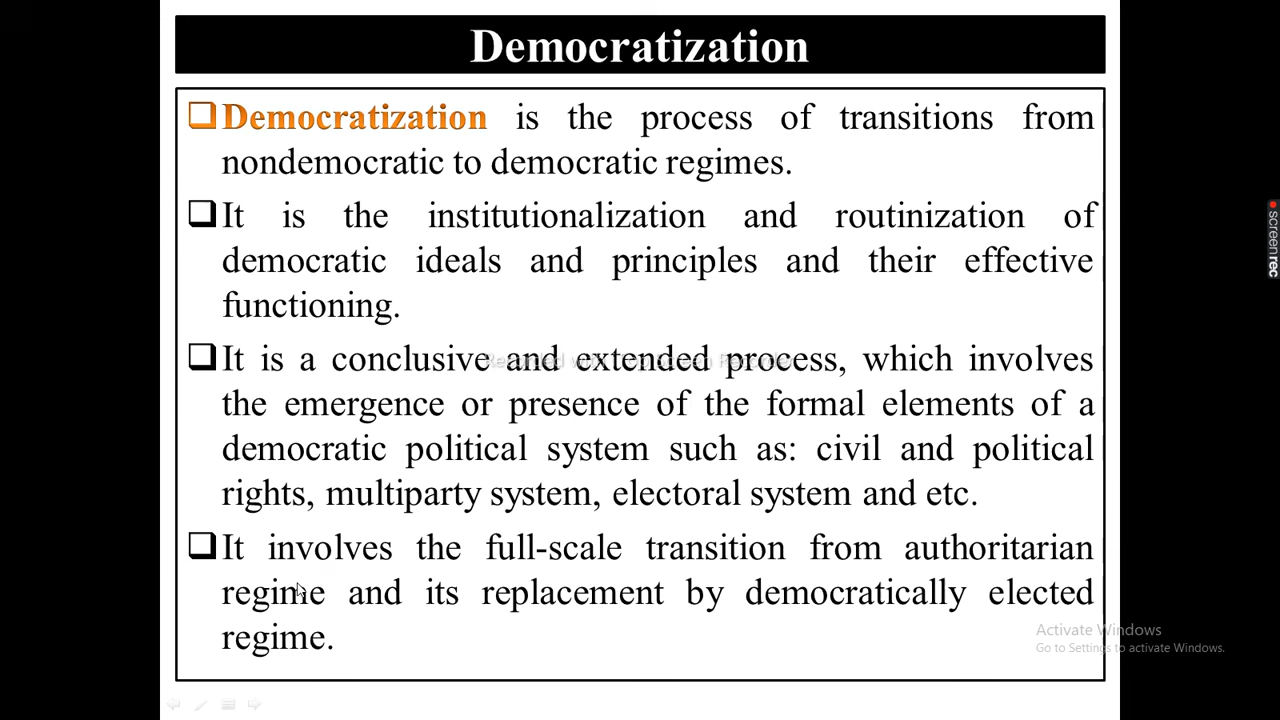 Democratization
Democratization is the process of transitions from
nondemocratic to democratic regimes.
It is the institutionalization and routinization of
democratic ideals and principles and their effective
functioning.
It is a conclusive and extended process, which involves
the emergence or presence of the formal elements of a
democratic political system such as: civil and political
rights, multiparty system, electoral system and etc.
It involves the full-scale transition from authoritarian
regime and its replacement by democratically elected
regime.
Activate Windows
Go to Settings to activate Windows.
screenrec